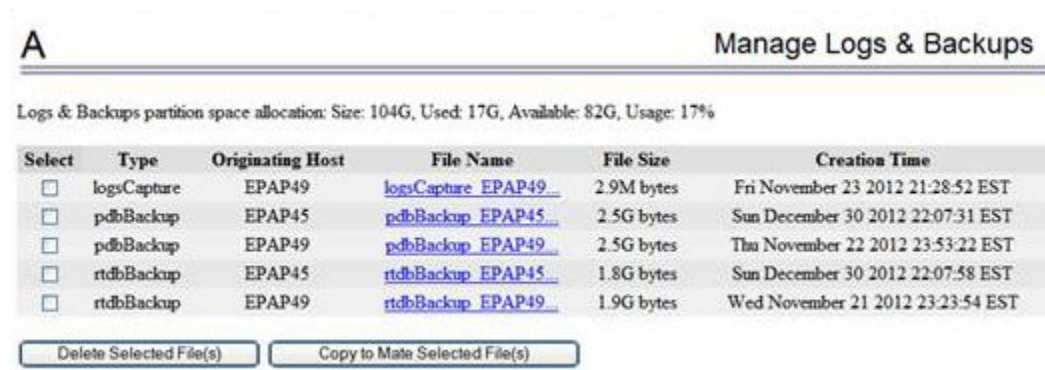 A
Manage Logs & Backups
Logs & Backups partition space allocation: Size: 104G, Used: 17G, Available: 82G, Usage: 17%
Select Type Originating Host File Name File Size Creation Time
logsCapture EPAP49 logsCapture_EPAP49... 2.9M bytes Fri November 23 2012 21:28:52 EST
pdbBackup EPAP45 pdbBackup_EPAP45... 2.5G bytes Sun December 30 2012 22:07:31 EST
pdbBackup EPAP49 pdbBackup_EPAP49... 2.5G bytes Thu November 22 2012 23:53:22 EST
rtdbBackup EPAP45 rtdbBackup_EPAP45... 1.8G bytes Sun December 30 2012 22:07:58 EST
rtdbBackup EPAP49 rtdbBackup_EPAP49... 1.9G bytes Wed November 21 2012 23:23:54 EST
Delete Selected File(s) Copy to Mate Selected File(s)